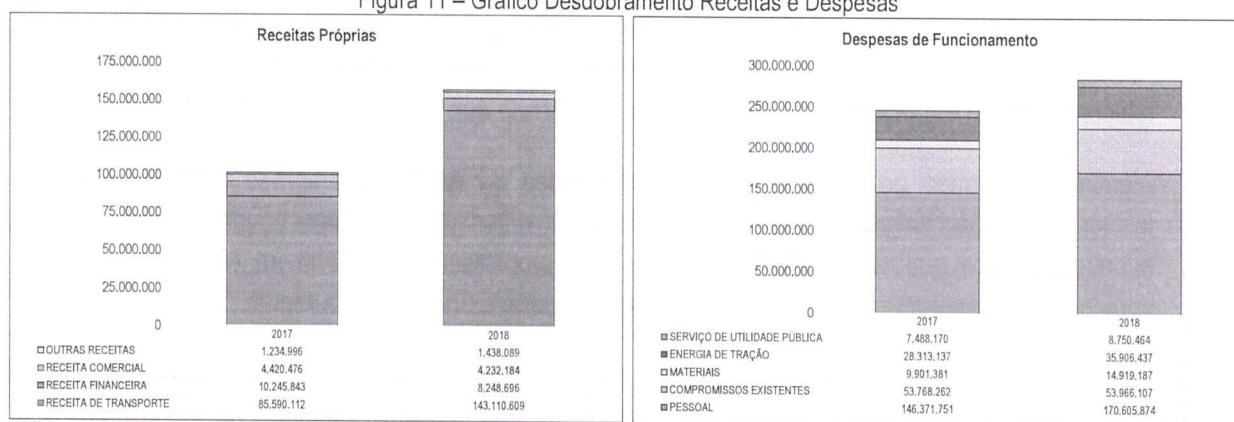 Figura 11 – Gráfico Desdobramento Receitas e Despesas
Receitas Próprias
175.000.000
150.000.000
125.000.000
100.000.000
75.000.000
50.000.000
25.000.000
0
2017 2018
OUTRAS RECEITAS 1.234.996 1.438.089
RECEITA COMERCIAL 4.420.476 4.232.184
RECEITA FINANCEIRA 10.245.843 8.248.696
RECEITA DE TRANSPORTE 85.590.112 143.110.609
Despesas de Funcionamento
300.000.000
250.000.000
200.000.000
150.000.000
100.000.000
50.000.000
0
2017 2018
SERVIÇO DE UTILIDADE PÚBLICA 7.488.170 8.750.464
ENERGIA DE TRAÇÃO 28.313.137 35.906.437
MATERIAIS 9.901.381 14.919.187
COMPROMISSOS EXISTENTES 53.768.262 53.966.107
PESSOAL 146.371.751 170.605.874